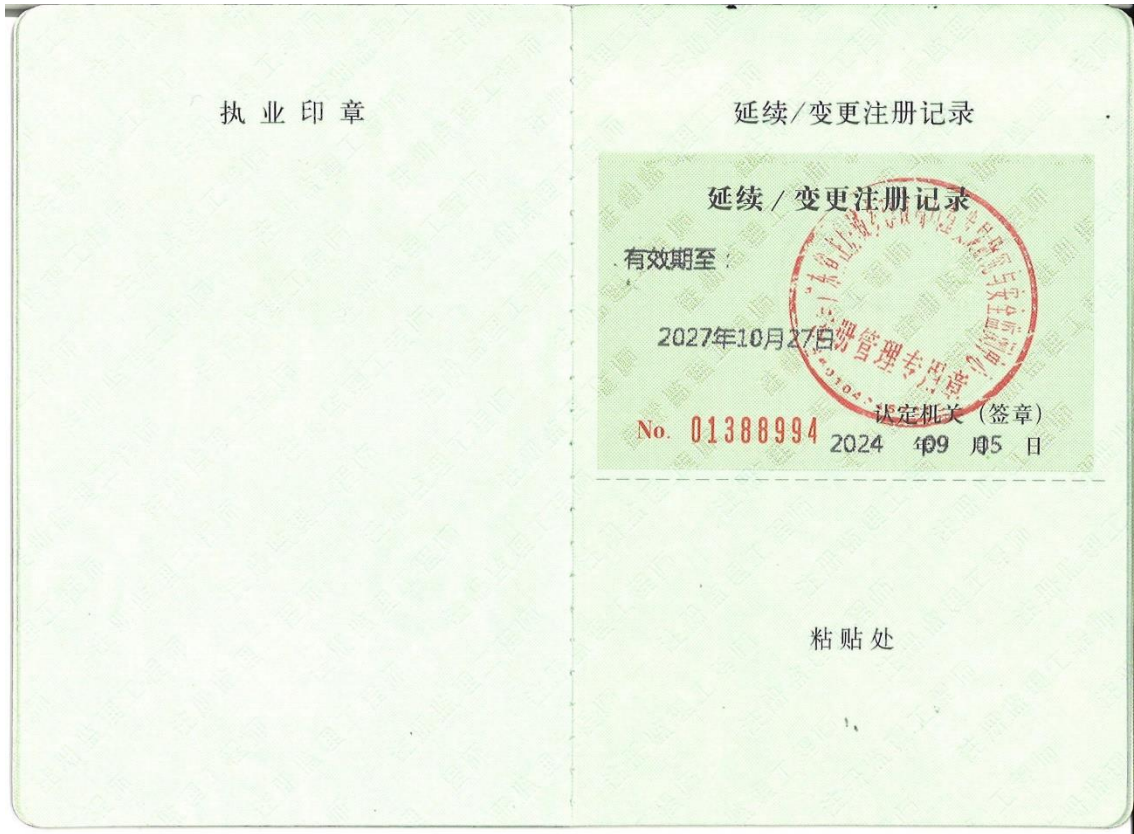 执业印章
延续/变更注册记录
延续/变更注册记录
有效期至:
2027年10月27日
认定机关(签章)
No. 01388994
2024 年09 月05 日
粘贴处